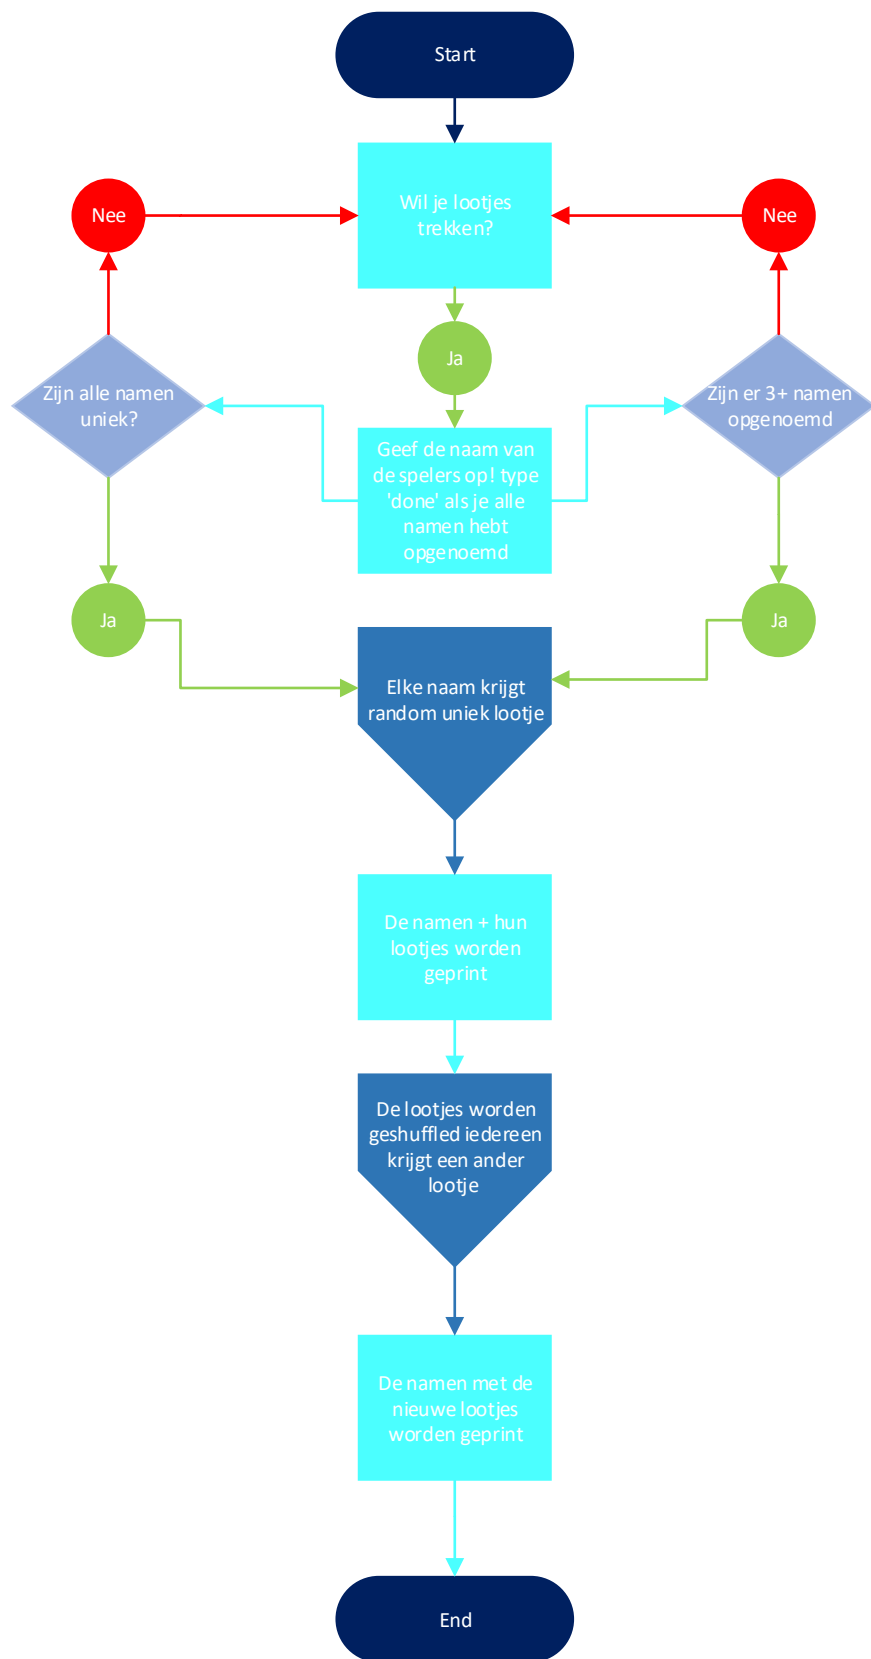 Start
Wil je lootjes
trekken?
Nee
Nee
Ja
Zijn alle namen
uniek?
Zijn er 3+ namen
opgenoemd
Geef de naam van
de spelers op! type
'done' als je alle
namen hebt
opgenoemd
Ja
Ja
Elke naam krijgt
random uniek lootje
De namen + hun
lootjes worden
geprint
De lootjes worden
geshuffled iedereen
krijgt een ander
lootje
De namen met de
nieuwe lootjes
worden geprint
End